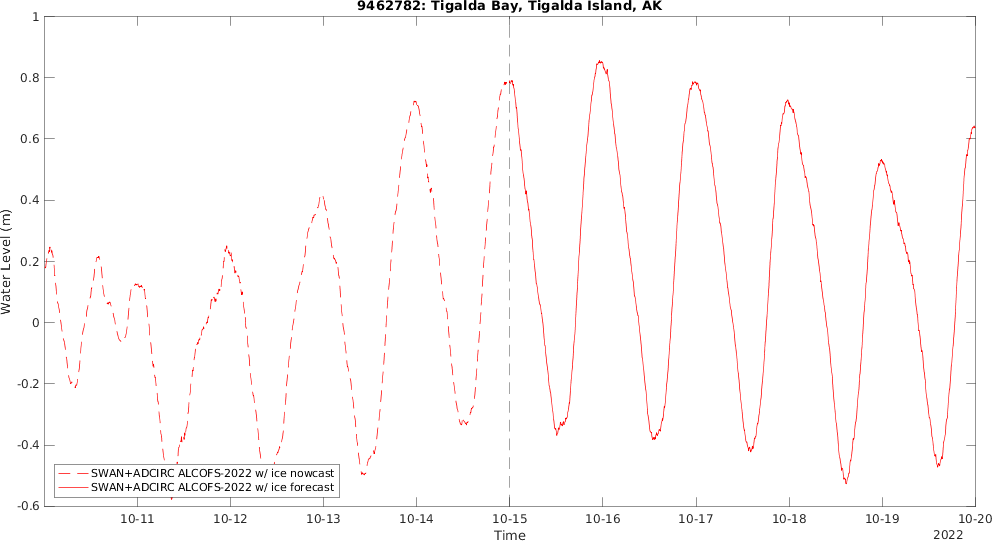 9462782: Tigalda Bay, Tigalda Island, AK
1
0.8
0.6
0.4
0.2
0
-0.2
-0.4
-0.6
Water Level (m)
SWAN+ADCIRC ALCOFS-2022 w/ ice nowcast
SWAN+ADCIRC ALCOFS-2022 w/ ice forecast
10-11 10-12 10-13 10-14 10-15 10-16 10-17 10-18 10-19 10-20
Time
2022